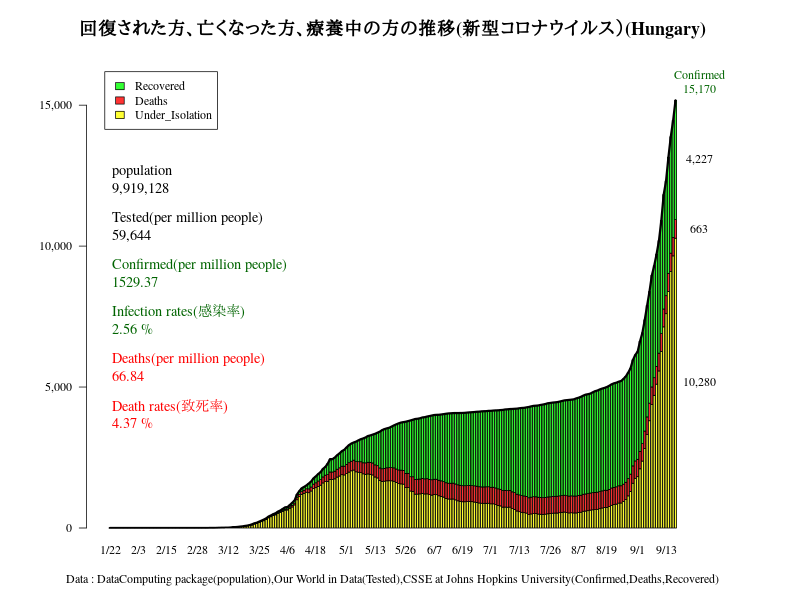 回復された方、亡くなった方、療養中の方の推移(新型コロナウイルス）(Hungary)
Confirmed
15,170
Recovered
Deaths
Under_Isolation
15,000
10,000
5,000
0
population
9,919,128
Tested(per million people)
59,644
Confirmed(per million people)
1529.37
Infection rates(感染率)
2.56 %
Deaths(per million people)
66.84
Death rates(致死率)
4.37 %
4,227
663
10,280
1/22 2/3 2/15 2/28 3/12 3/25 4/6 4/18 5/1 5/13 5/26 6/7 6/19 7/1 7/13 7/26 8/7 8/19 9/1 9/13
Data : DataComputing package(population),Our World in Data(Tested),CSSE at Johns Hopkins University(Confirmed,Deaths,Recovered)